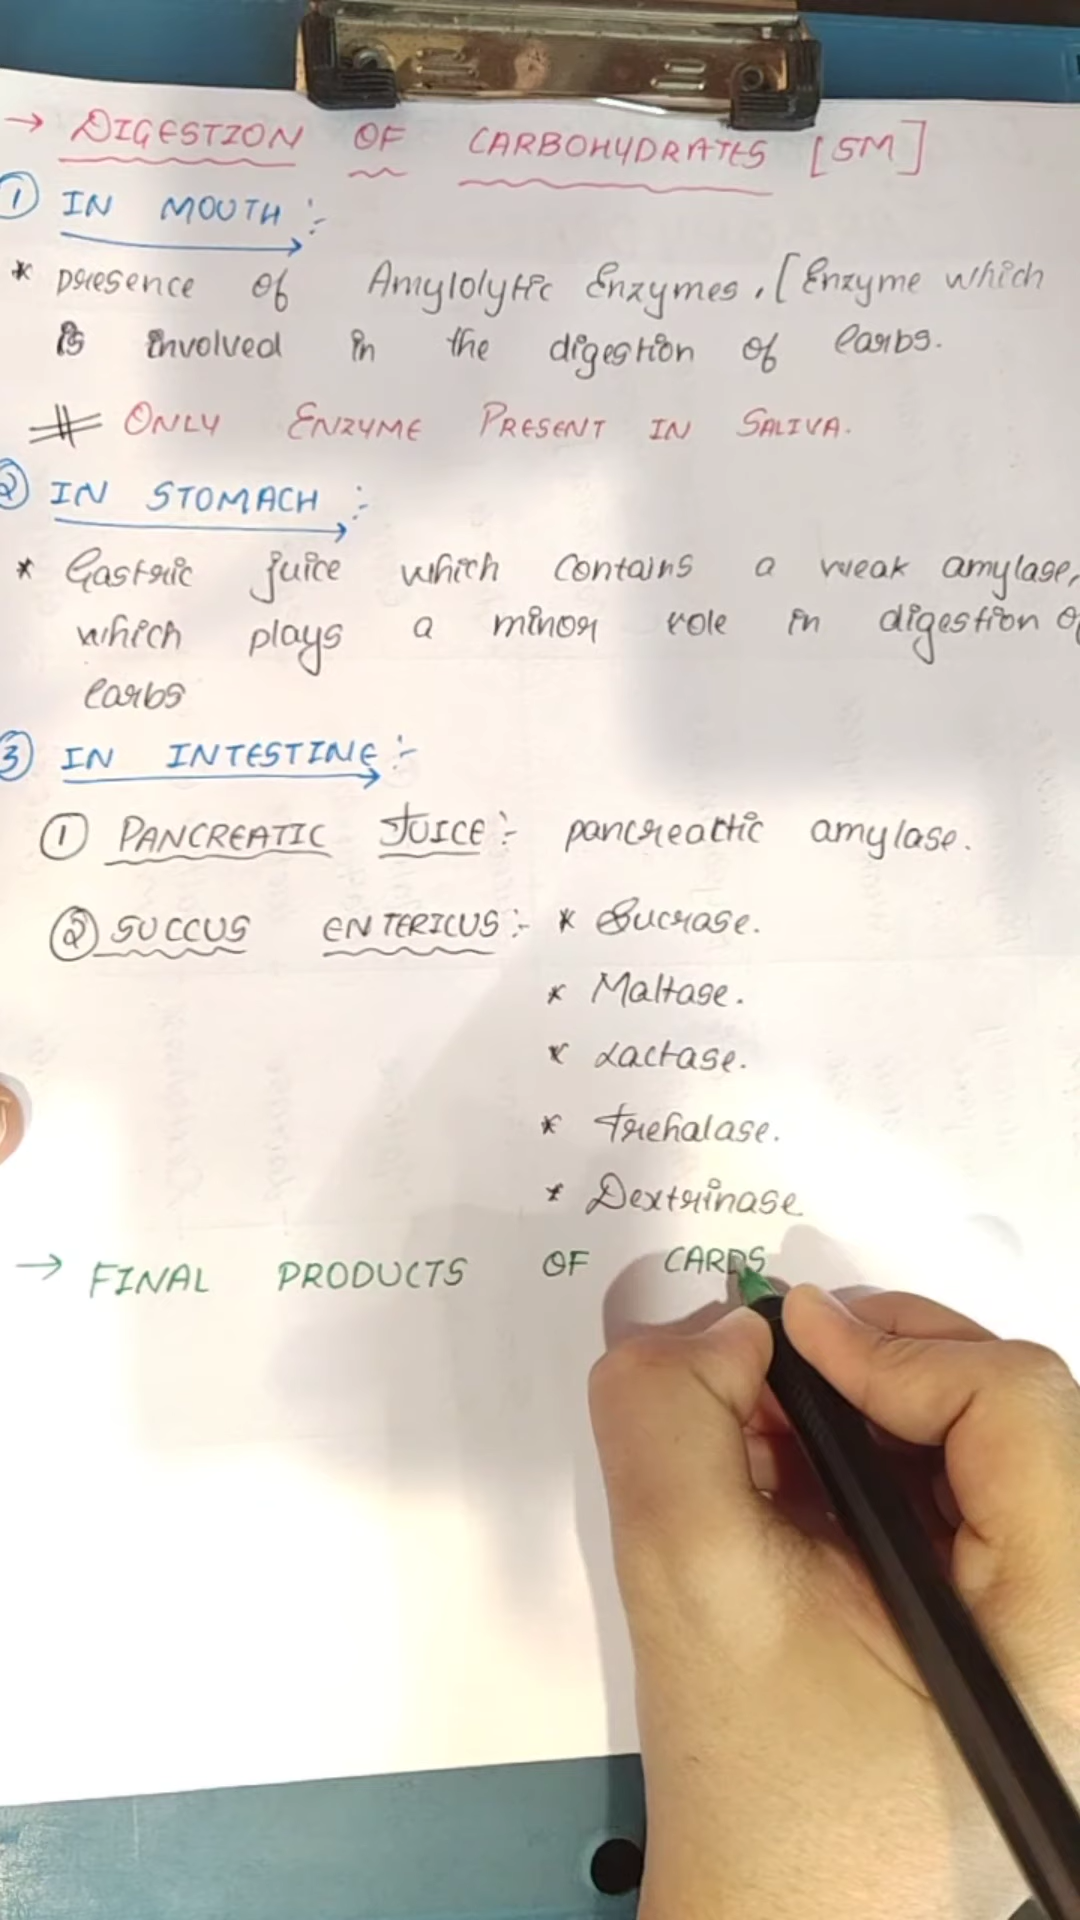 → DIGESTION OF CARBOHYDRATES [5M]
① IN MOUTH :-
* presence of Amylolytic Enzymes. [Enzyme which
is involved in the digestion of carbs.
# ONLY ENZYME PRESENT IN SALIVA.
② IN STOMACH :-
* Gastric juice which contains a weak amylase,
which plays a minor role in digestion of
carbs
③ IN INTESTINE :-
① PANCREATIC JUICE :- pancreattic amylase.
② SUCCUS ENTERICUS :- * Sucrase.
* Maltase.
* Lactase.
* Trehalase.
* Dextrinase
→ FINAL PRODUCTS OF CARBS